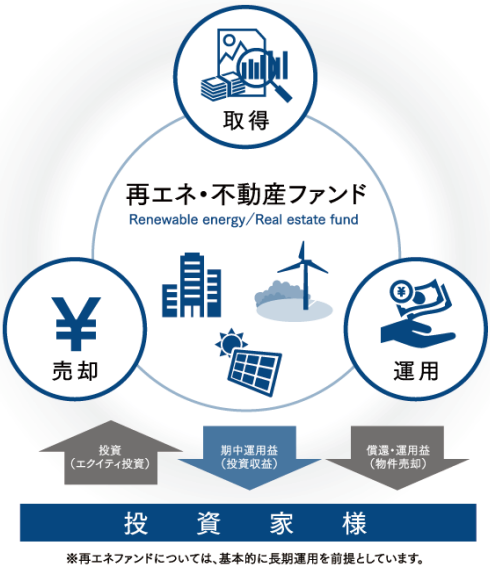 取得
再エネ・不動産ファンド
Renewable energy/Real estate fund
¥
売却
¥
運用
投資
（エクイティ投資）
期中運用益
（投資収益）
償還・運用益
（物件売却）
投資家様
※再エネファンドについては、基本的に長期運用を前提としています。